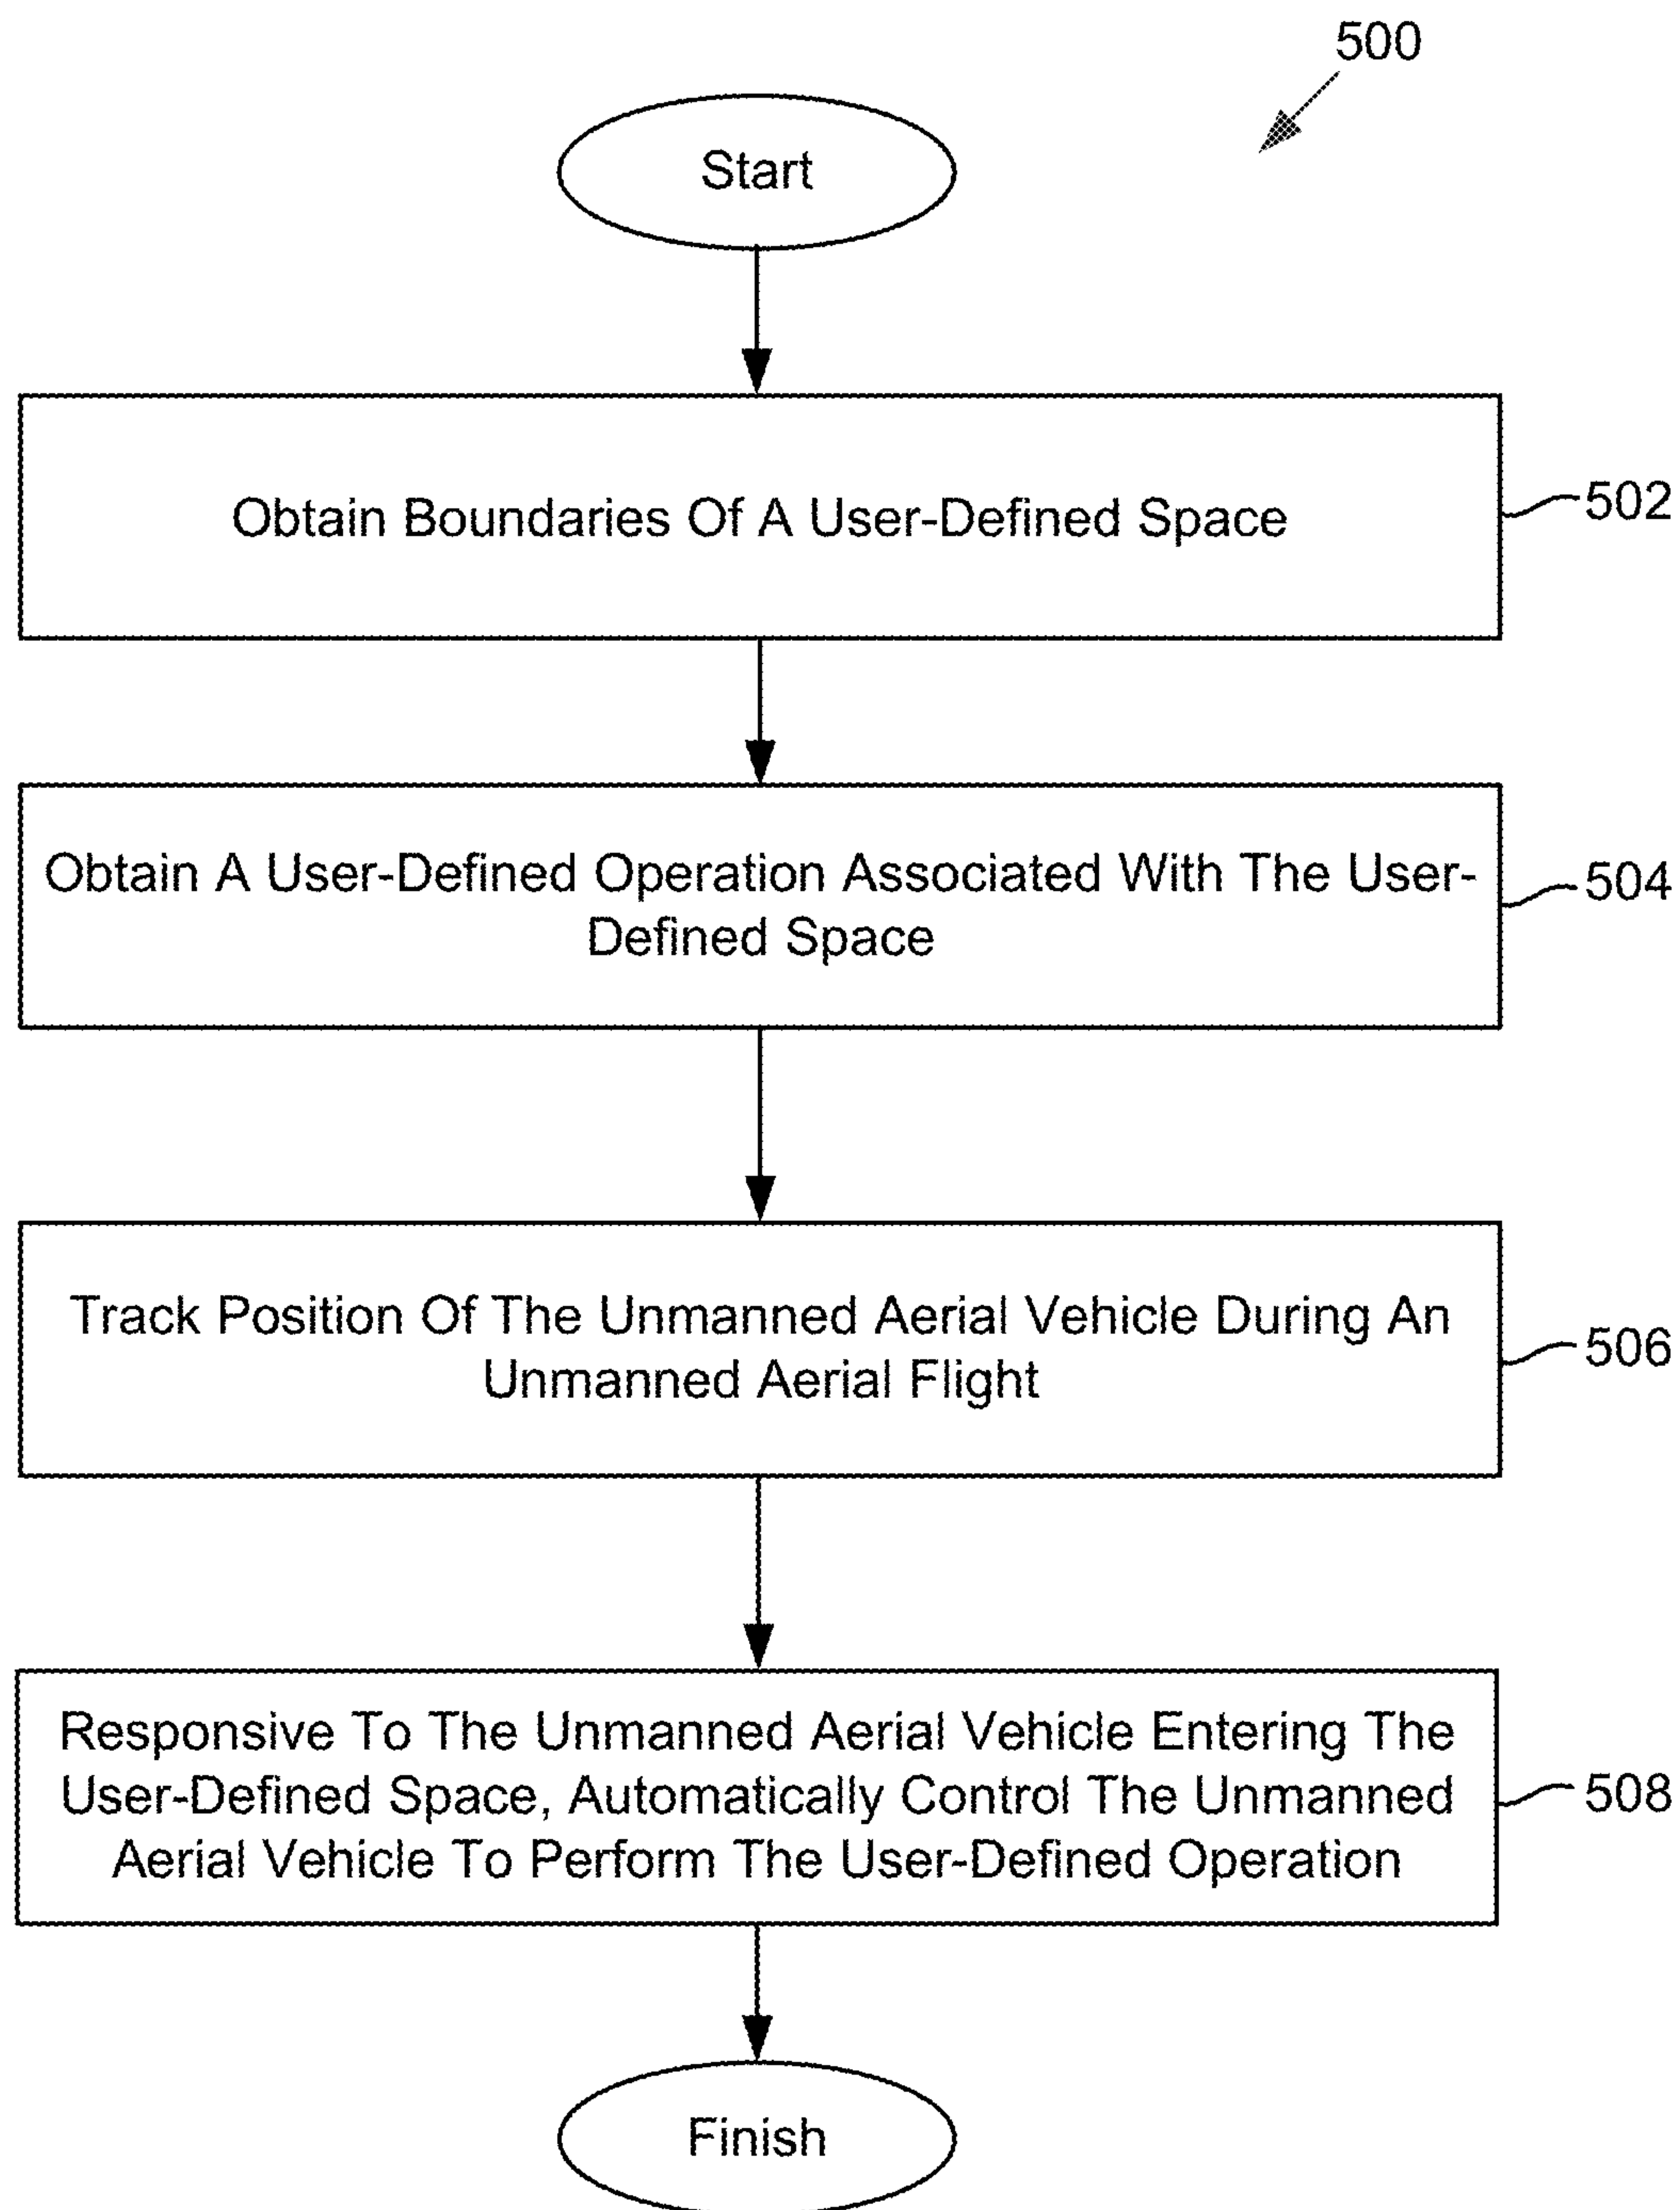 500
Start
Obtain Boundaries Of A User-Defined Space
502
Obtain A User-Defined Operation Associated With The User-
Defined Space
504
Track Position Of The Unmanned Aerial Vehicle During An
Unmanned Aerial Flight
506
Responsive To The Unmanned Aerial Vehicle Entering The
User-Defined Space, Automatically Control The Unmanned
Aerial Vehicle To Perform The User-Defined Operation
508
Finish